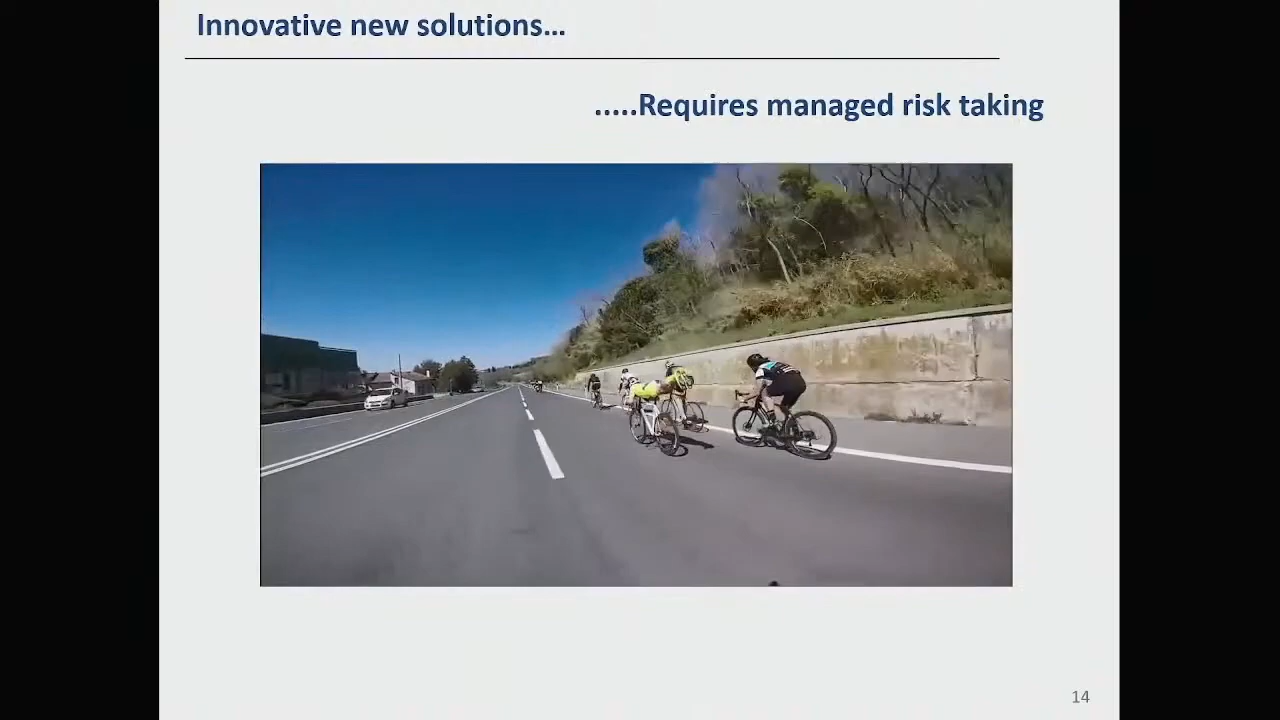 Innovative new solutions...
.....Requires managed risk taking
14